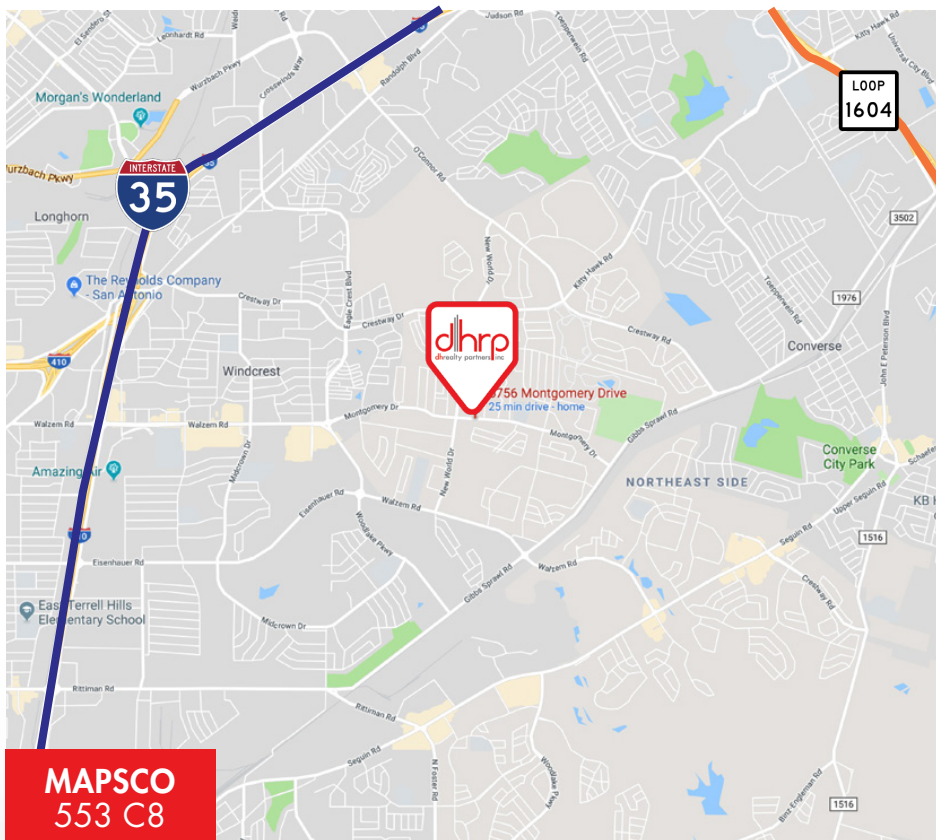 El Sendero St
Leonhardt Rd
Crosswinds Way
Wurzbach Pkwy
Randolph Blvd
Judson Rd
Toepperwein Rd
Kitty Hawk Rd
Universal City Blvd
LOOP
1604
Morgan's Wonderland
Wurzbach Pkwy
INTERSTATE
35
35
O'Connor Rd
Longhorn
3502
New World Dr
Kitty Hawk Rd
Toepperwein Rd
The Reynolds Company
- San Antonio
Eagle Crest Blvd
Crestway Dr
Crestway Dr
1976
Crestway Rd
John E Peterson Blvd
dhrp
dhrealty partners inc
Converse
410
Windcrest
756 Montgomery Drive
25 min drive - home
Montgomery Dr
Montgomery Dr
Walzem Rd
Walzem Rd
Gibbs Sprawl Rd
Midcrown Dr
New World Dr
Converse
City Park
Schaefer
Amazing Air
NORTHEAST SIDE
Eisenhauer Rd
Walzem Rd
Upper Seguin Rd
KB H
Woodlake Pkwy
Seguin Rd
1516
Eisenhauer Rd
Gibbs Sprawl Rd
Walzem Rd
Crestway Rd
East Terrell Hills
Elementary School
Midcrown Dr
Rittiman Rd
Rittiman Rd
Seguin Rd
N Foster Rd
Woodlake Pkwy
Binz-Engleman Rd
1516
MAPSCO
553 C8